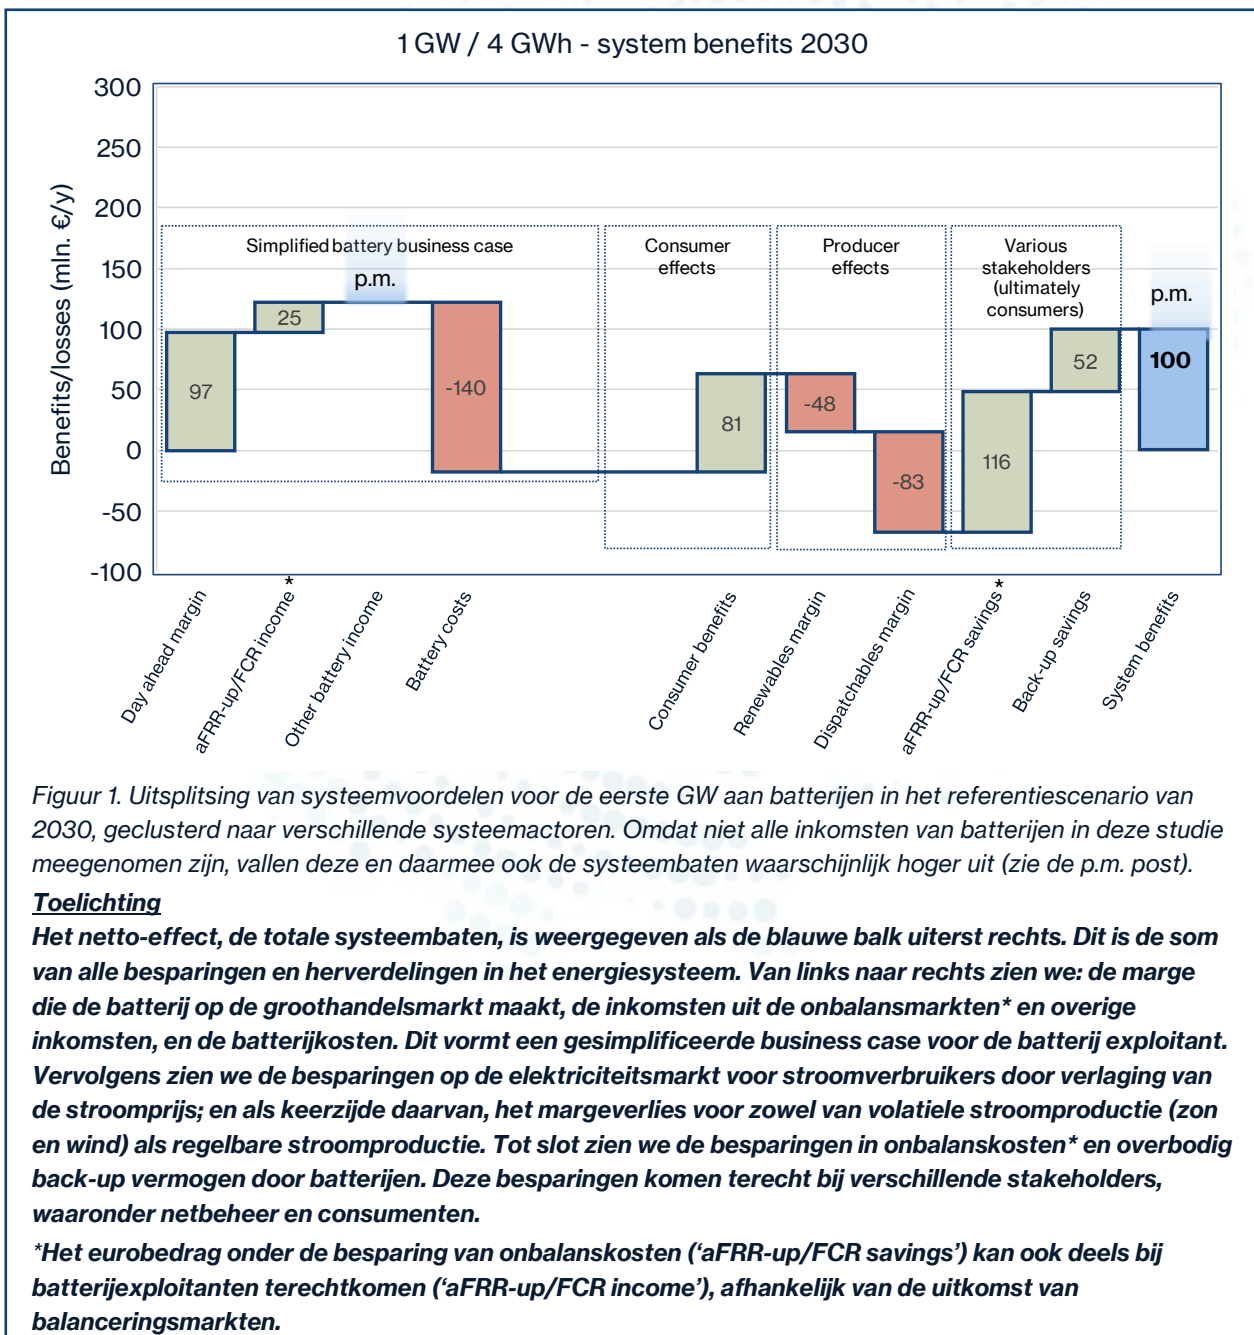 1 GW / 4 GWh - system benefits 2030
Benefits/losses (mln. €/y)
300
250
200
150
100
50
0
-50
-100
Simplified battery business case
p.m.
Consumer
effects
Producer
effects
Various
stakeholders
(ultimately
consumers)
p.m.
97
25
-140
81
-48
-83
116
52
100
Day ahead margin
aFRR-up/FCR income*
Other battery income
Battery costs
Consumer benefits
Renewables margin
Dispatchables margin
aFRR-up/FCR savings*
Back-up savings
System benefits
Figuur 1. Uitsplitsing van systeemvoordelen voor de eerste GW aan batterijen in het referentiescenario van
2030, geclusterd naar verschillende systeemactoren. Omdat niet alle inkomsten van batterijen in deze studie
meegenomen zijn, vallen deze en daarmee ook de systeembaten waarschijnlijk hoger uit (zie de p.m. post).
Toelichting
Het netto-effect, de totale systeembaten, is weergegeven als de blauwe balk uiterst rechts. Dit is de som
van alle besparingen en herverdelingen in het energiesysteem. Van links naar rechts zien we: de marge
die de batterij op de groothandelsmarkt maakt, de inkomsten uit de onbalansmarkten* en overige
inkomsten, en de batterijkosten. Dit vormt een gesimplificeerde business case voor de batterij exploitant.
Vervolgens zien we de besparingen op de elektriciteitsmarkt voor stroomverbruikers door verlaging van
de stroomprijs; en als keerzijde daarvan, het margeverlies voor zowel van volatiele stroomproductie (zon
en wind) als regelbare stroomproductie. Tot slot zien we de besparingen in onbalanskosten* en overbodig
back-up vermogen door batterijen. Deze besparingen komen terecht bij verschillende stakeholders,
waaronder netbeheer en consumenten.
*Het eurobedrag onder de besparing van onbalanskosten (‘aFRR-up/FCR savings’) kan ook deels bij
batterijexploitanten terechtkomen (‘aFRR-up/FCR income’), afhankelijk van de uitkomst van
balanceringsmarkten.